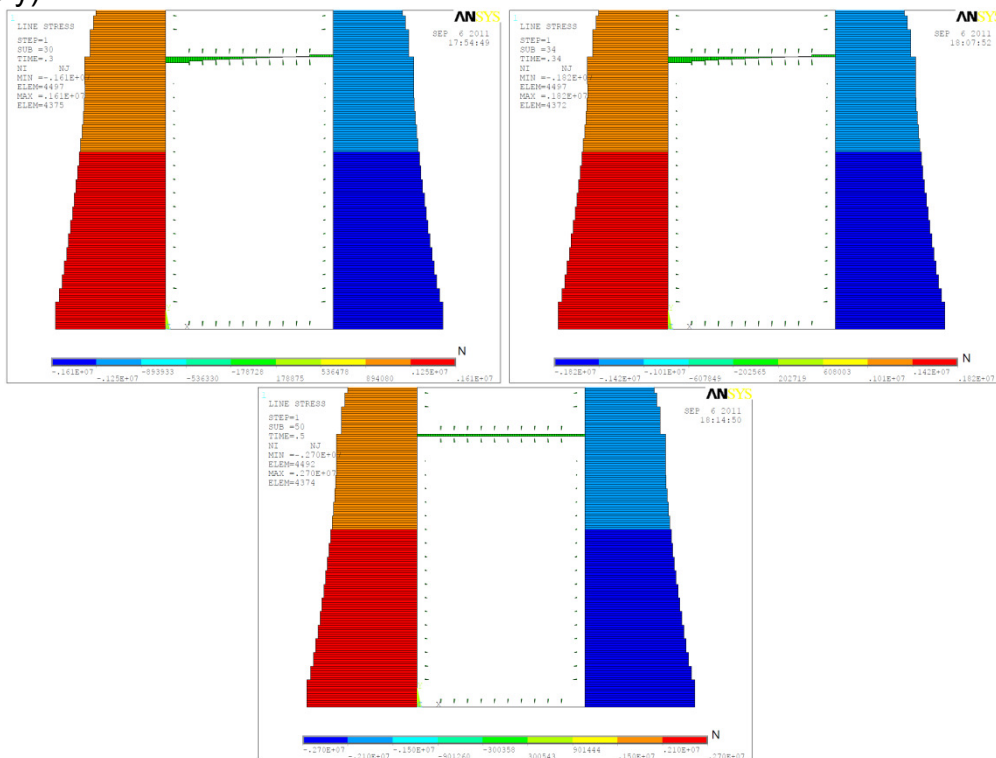 y)
1
LINE STRESS
STEP=1
SUB =30
TIME=.3
NI NJ
MIN =-.161E+07
ELEM=4497
MAX =.161E+07
ELEM=4375
ANSYS
SEP 6 2011
17:54:49
X
N
-.161E+07 -.125E+07 -893933 -536330 -178728 178875 536478 894080 .125E+07 .161E+07
LINE STRESS
STEP=1
SUB =34
TIME=.34
NI NJ
MIN =-.182E+07
ELEM=4497
MAX =.182E+07
ELEM=4372
ANSYS
SEP 6 2011
18:07:52
X
N
-.182E+07 -.142E+07 -.101E+07 -607849 -202565 202719 608003 .101E+07 .142E+07 .182E+07
LINE STRESS
STEP=1
SUB =50
TIME=.5
NI NJ
MIN =-.270E+07
ELEM=4492
MAX =.270E+07
ELEM=4374
ANSYS
SEP 6 2011
18:14:50
X
N
-.270E+07 -.210E+07 -.150E+07 -901260 -300358 300543 901444 .150E+07 .210E+07 .270E+07